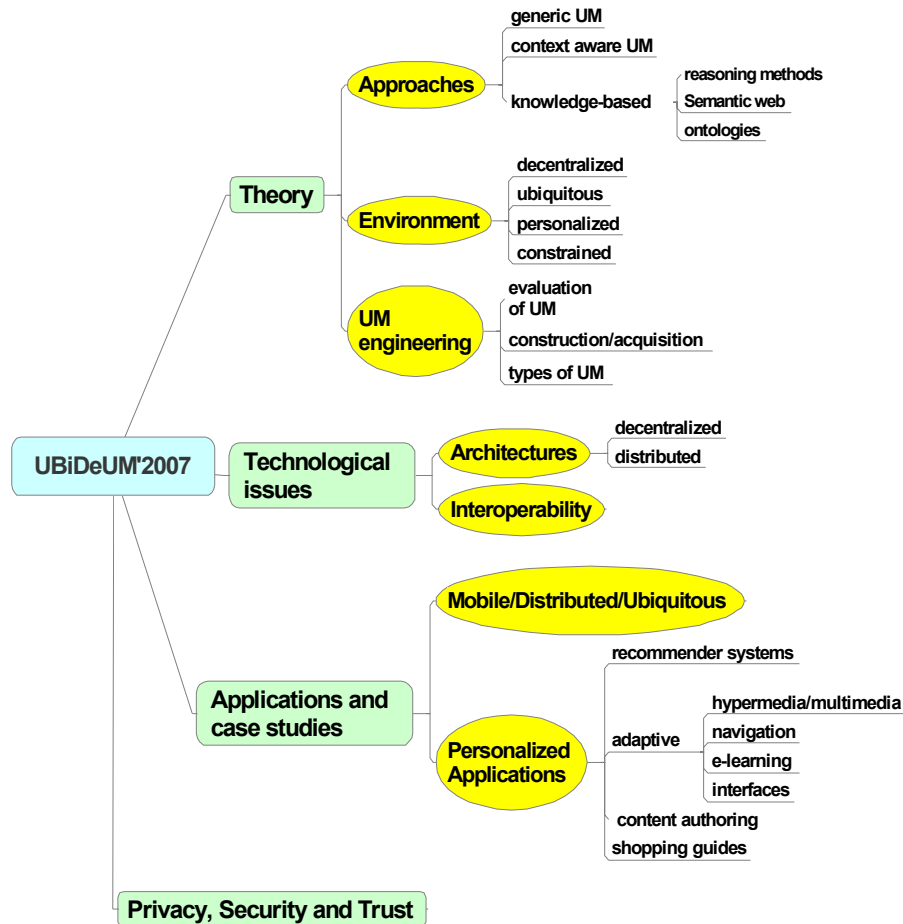 generic UM
context aware UM
Approaches
knowledge-based
reasoning methods
Semantic web
ontologies
Theory
decentralized
ubiquitous
Environment
personalized
constrained
evaluation
of UM
UM
engineering
construction/acquisition
types of UM
UBiDeUM'2007
Technological
issues
Architectures
decentralized
distributed
Interoperability
Mobile/Distributed/Ubiquitous
Applications and
case studies
Personalized
Applications
recommender systems
adaptive
hypermedia/multimedia
navigation
e-learning
interfaces
content authoring
shopping guides
Privacy, Security and Trust